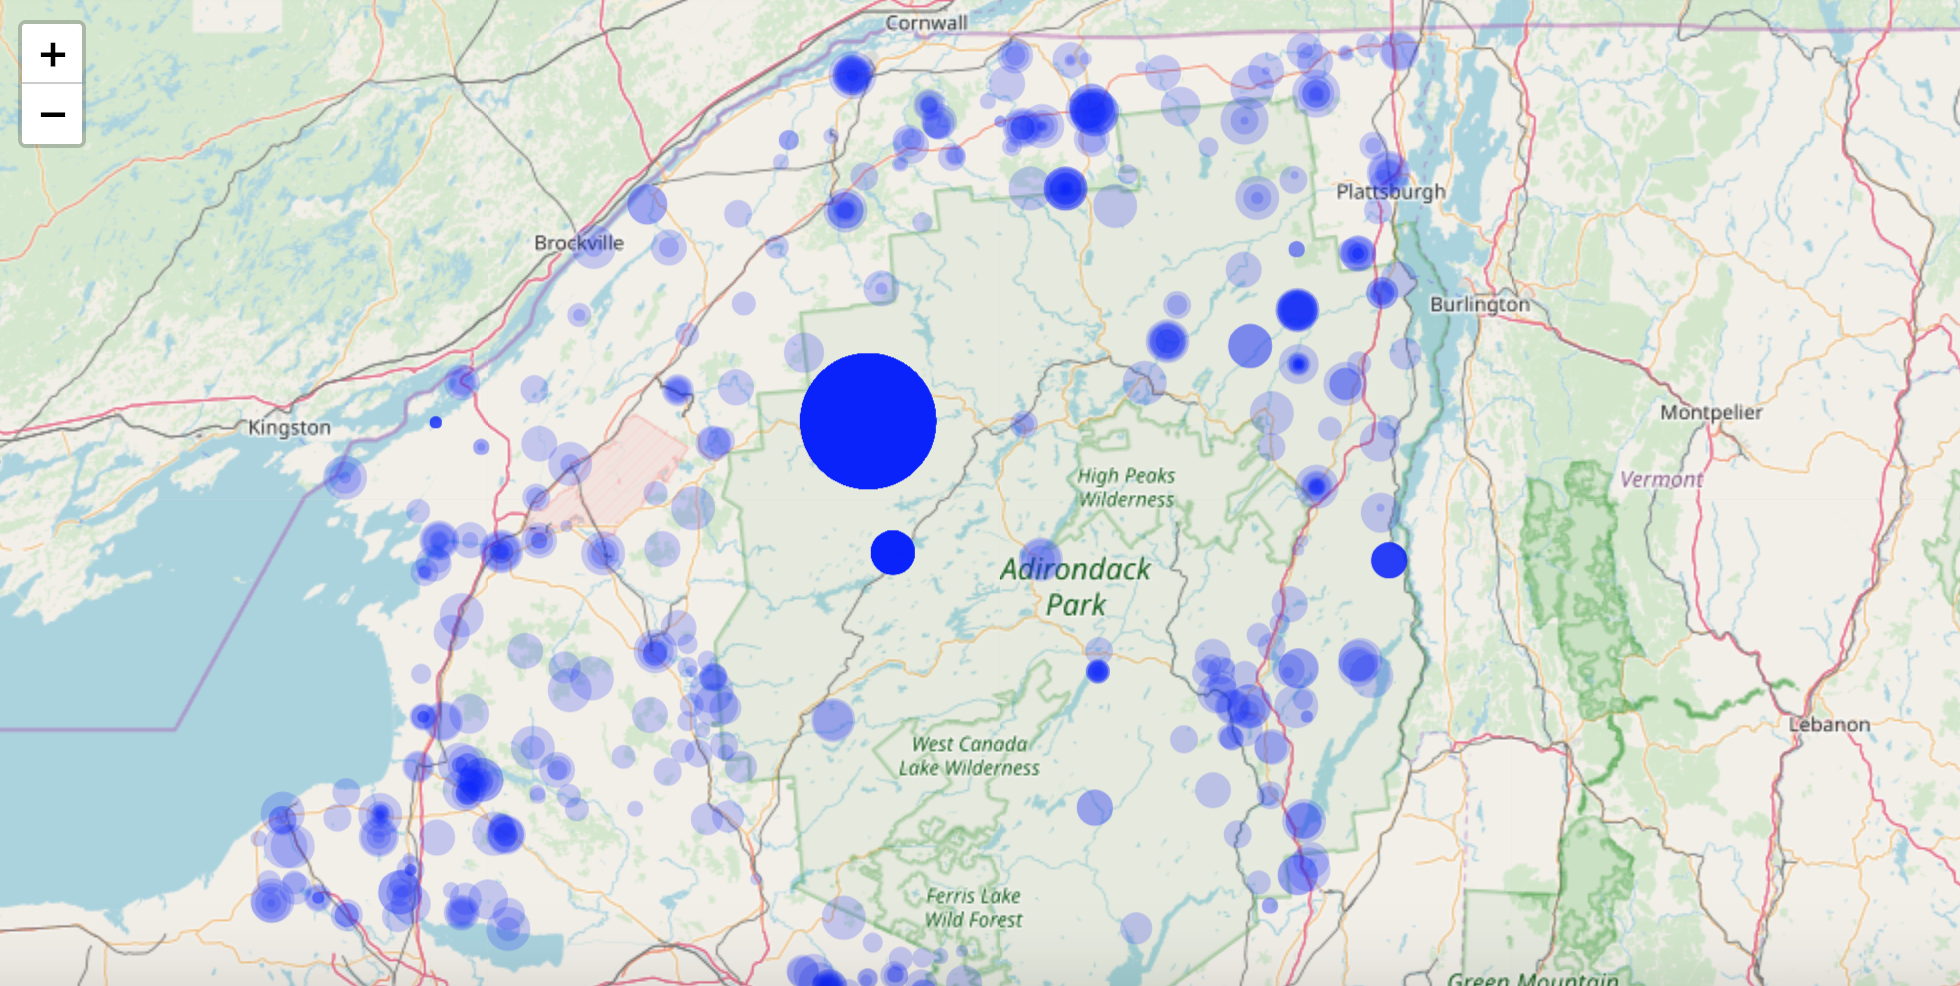 +
−
Cornwall
Plattsburgh
Brockville
Burlington
Kingston
Montpelier
High Peaks
Wilderness
Vermont
Adirondack
Park
Lebanon
West Canada
Lake Wilderness
Ferris Lake
Wild Forest
Green Mountain